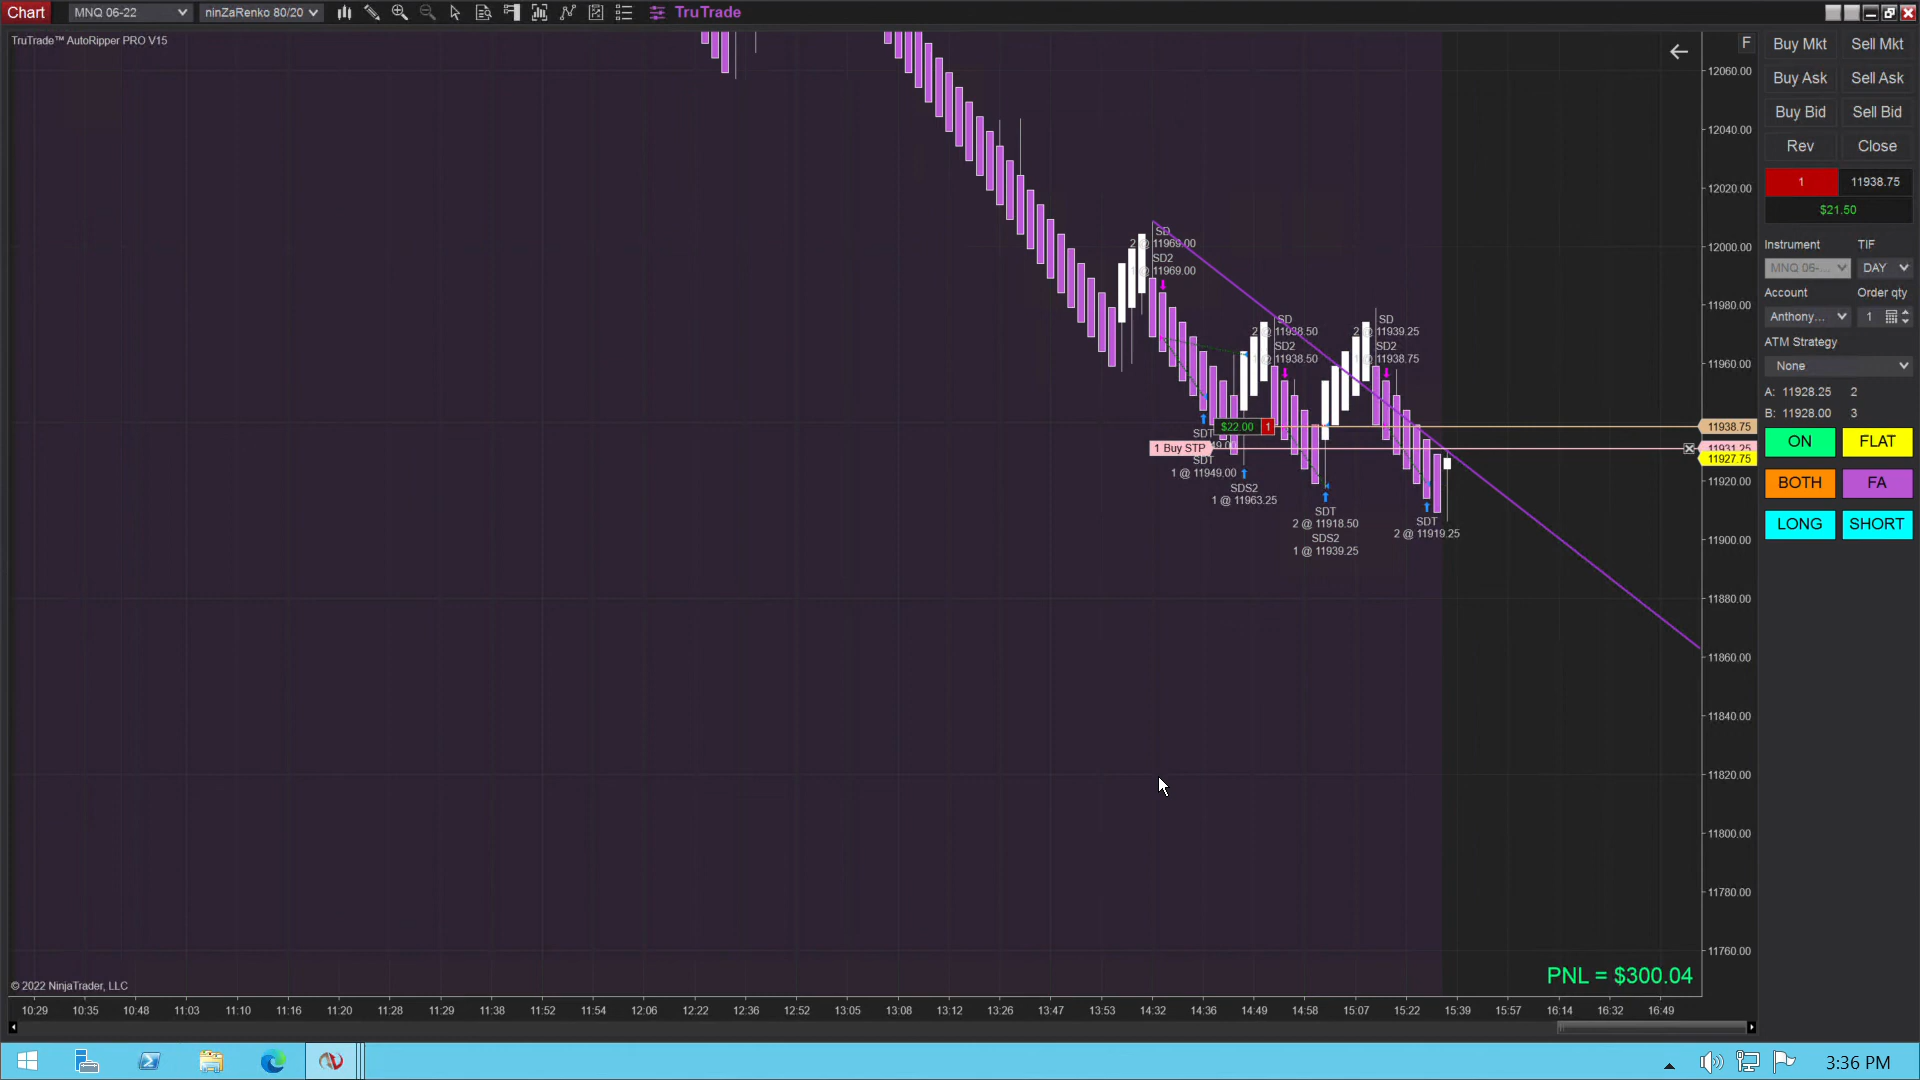 Chart MNQ 06-22 ninZaRenko 80/20 TruTrade
TruTrade™ AutoRipper PRO V15
F
Buy Mkt Sell Mkt
Buy Ask Sell Ask
Buy Bid Sell Bid
Rev Close
1 11938.75
$21.50
Instrument TIF
MNQ 06-... DAY
Account Order qty
Anthony... 1
ATM Strategy
None
A: 11928.25 2
B: 11928.00 3
ON FLAT
BOTH FA
LONG SHORT
12060.00
12040.00
12020.00
12000.00
11980.00
11960.00
11938.75
11931.25
11927.75
11920.00
11900.00
11880.00
11860.00
11840.00
11820.00
11800.00
11780.00
11760.00
SD
2 @ 11969.00
SD2
@ 11969.00
SD
2 @ 11938.50
SD2
@ 11938.50
SD
2 @ 11939.25
SD2
@ 11938.75
$22.00 1
1 Buy STP
SDT
SDT
1 @ 11949.00
SDS2
1 @ 11963.25
SDT
2 @ 11918.50
SDS2
1 @ 11939.25
SDT
2 @ 11919.25
PNL = $300.04
© 2022 NinjaTrader, LLC
10:29 10:35 10:48 11:03 11:10 11:16 11:20 11:28 11:29 11:38 11:52 11:54 12:06 12:22 12:36 12:52 13:05 13:08 13:12 13:26 13:47 13:53 14:32 14:36 14:49 14:58 15:07 15:22 15:39 15:57 16:14 16:32 16:49
3:36 PM